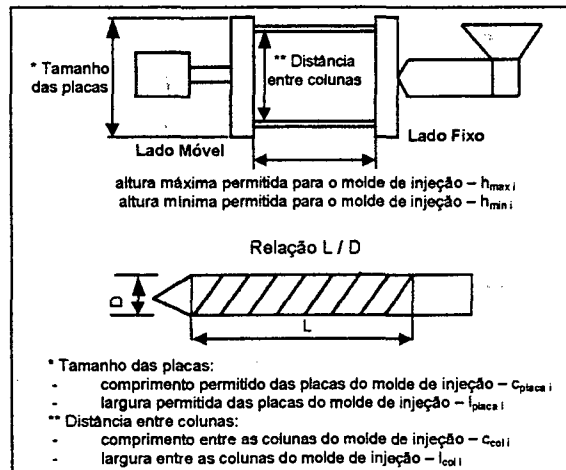 * Tamanho
das placas
** Distância
entre colunas
Lado Móvel
Lado Fixo
altura máxima permitida para o molde de injeção – hmax i
altura mínima permitida para o molde de injeção – hmin i
Relação L / D
D
L
* Tamanho das placas:
- comprimento permitido das placas do molde de injeção – cplaca i
- largura permitida das placas do molde de injeção – lplaca i
** Distância entre colunas:
- comprimento entre as colunas do molde de injeção – ccol i
- largura entre as colunas do molde de injeção – lcol i